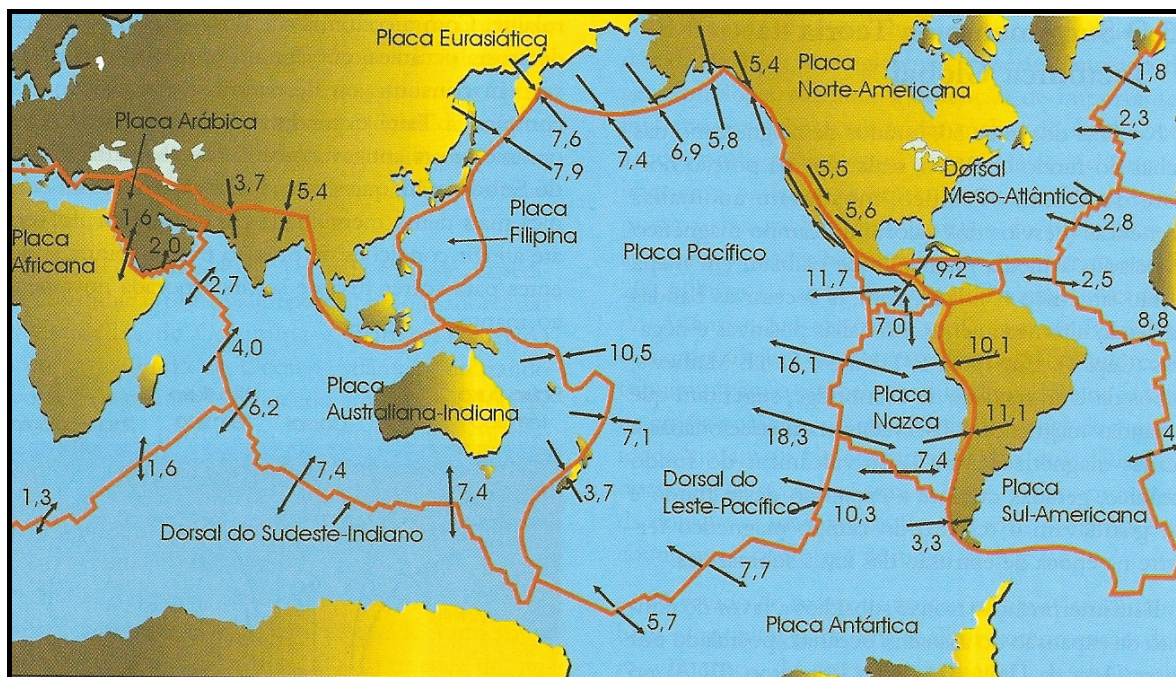 Placa Eurasiática
5,4
Placa
Norte-Americana
1,8
Placa Arábica
7,6
7,4
6,9
5,8
2,3
7,9
3,7
5,4
5,5
Dorsal
Meso-Atlântica
5,6
2,8
1,6
Placa
Filipina
Placa
Africana
2,0
Placa Pacífico
2,7
11,7
9,2
2,5
7,0
8,8
4,0
10,5
16,1
10,1
Placa
Australiana-Indiana
Placa
Nazca
6,2
7,1
18,3
11,1
4
1,6
7,4
7,4
3,7
7,4
Dorsal do
Leste-Pacífico
Placa
Sul-Americana
1,3
10,3
Dorsal do Sudeste-Indiano
3,3
7,7
5,7
Placa Antártica